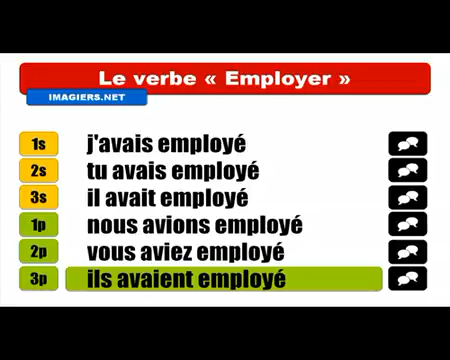 Le verbe « Employer »
IMAGIERS.NET
1s j'avais employé
2s tu avais employé
3s il avait employé
1p nous avions employé
2p vous aviez employé
3p ils avaient employé